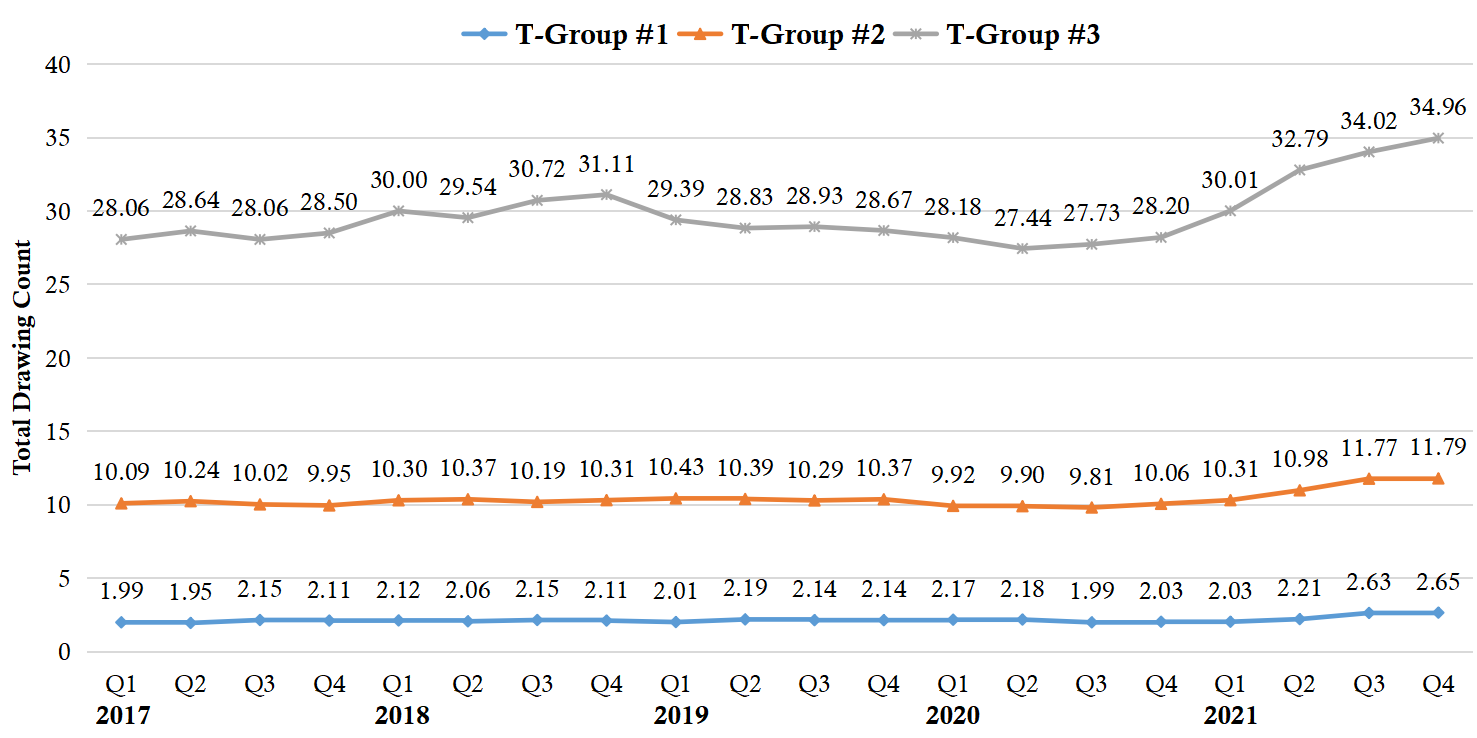 T-Group #1 T-Group #2 T-Group #3
Total Drawing Count
40
35
30
25
20
15
10
5
0
28.06 28.64 28.06 28.50 30.00 29.54 30.72 31.11 29.39 28.83 28.93 28.67 28.18 27.44 27.73 28.20 30.01 32.79 34.02 34.96
10.09 10.24 10.02 9.95 10.30 10.37 10.19 10.31 10.43 10.39 10.29 10.37 9.92 9.90 9.81 10.06 10.31 10.98 11.77 11.79
1.99 1.95 2.15 2.11 2.12 2.06 2.15 2.11 2.01 2.19 2.14 2.14 2.17 2.18 1.99 2.03 2.03 2.21 2.63 2.65
Q1 Q2 Q3 Q4 Q1 Q2 Q3 Q4 Q1 Q2 Q3 Q4 Q1 Q2 Q3 Q4 Q1 Q2 Q3 Q4
2017 2018 2019 2020 2021